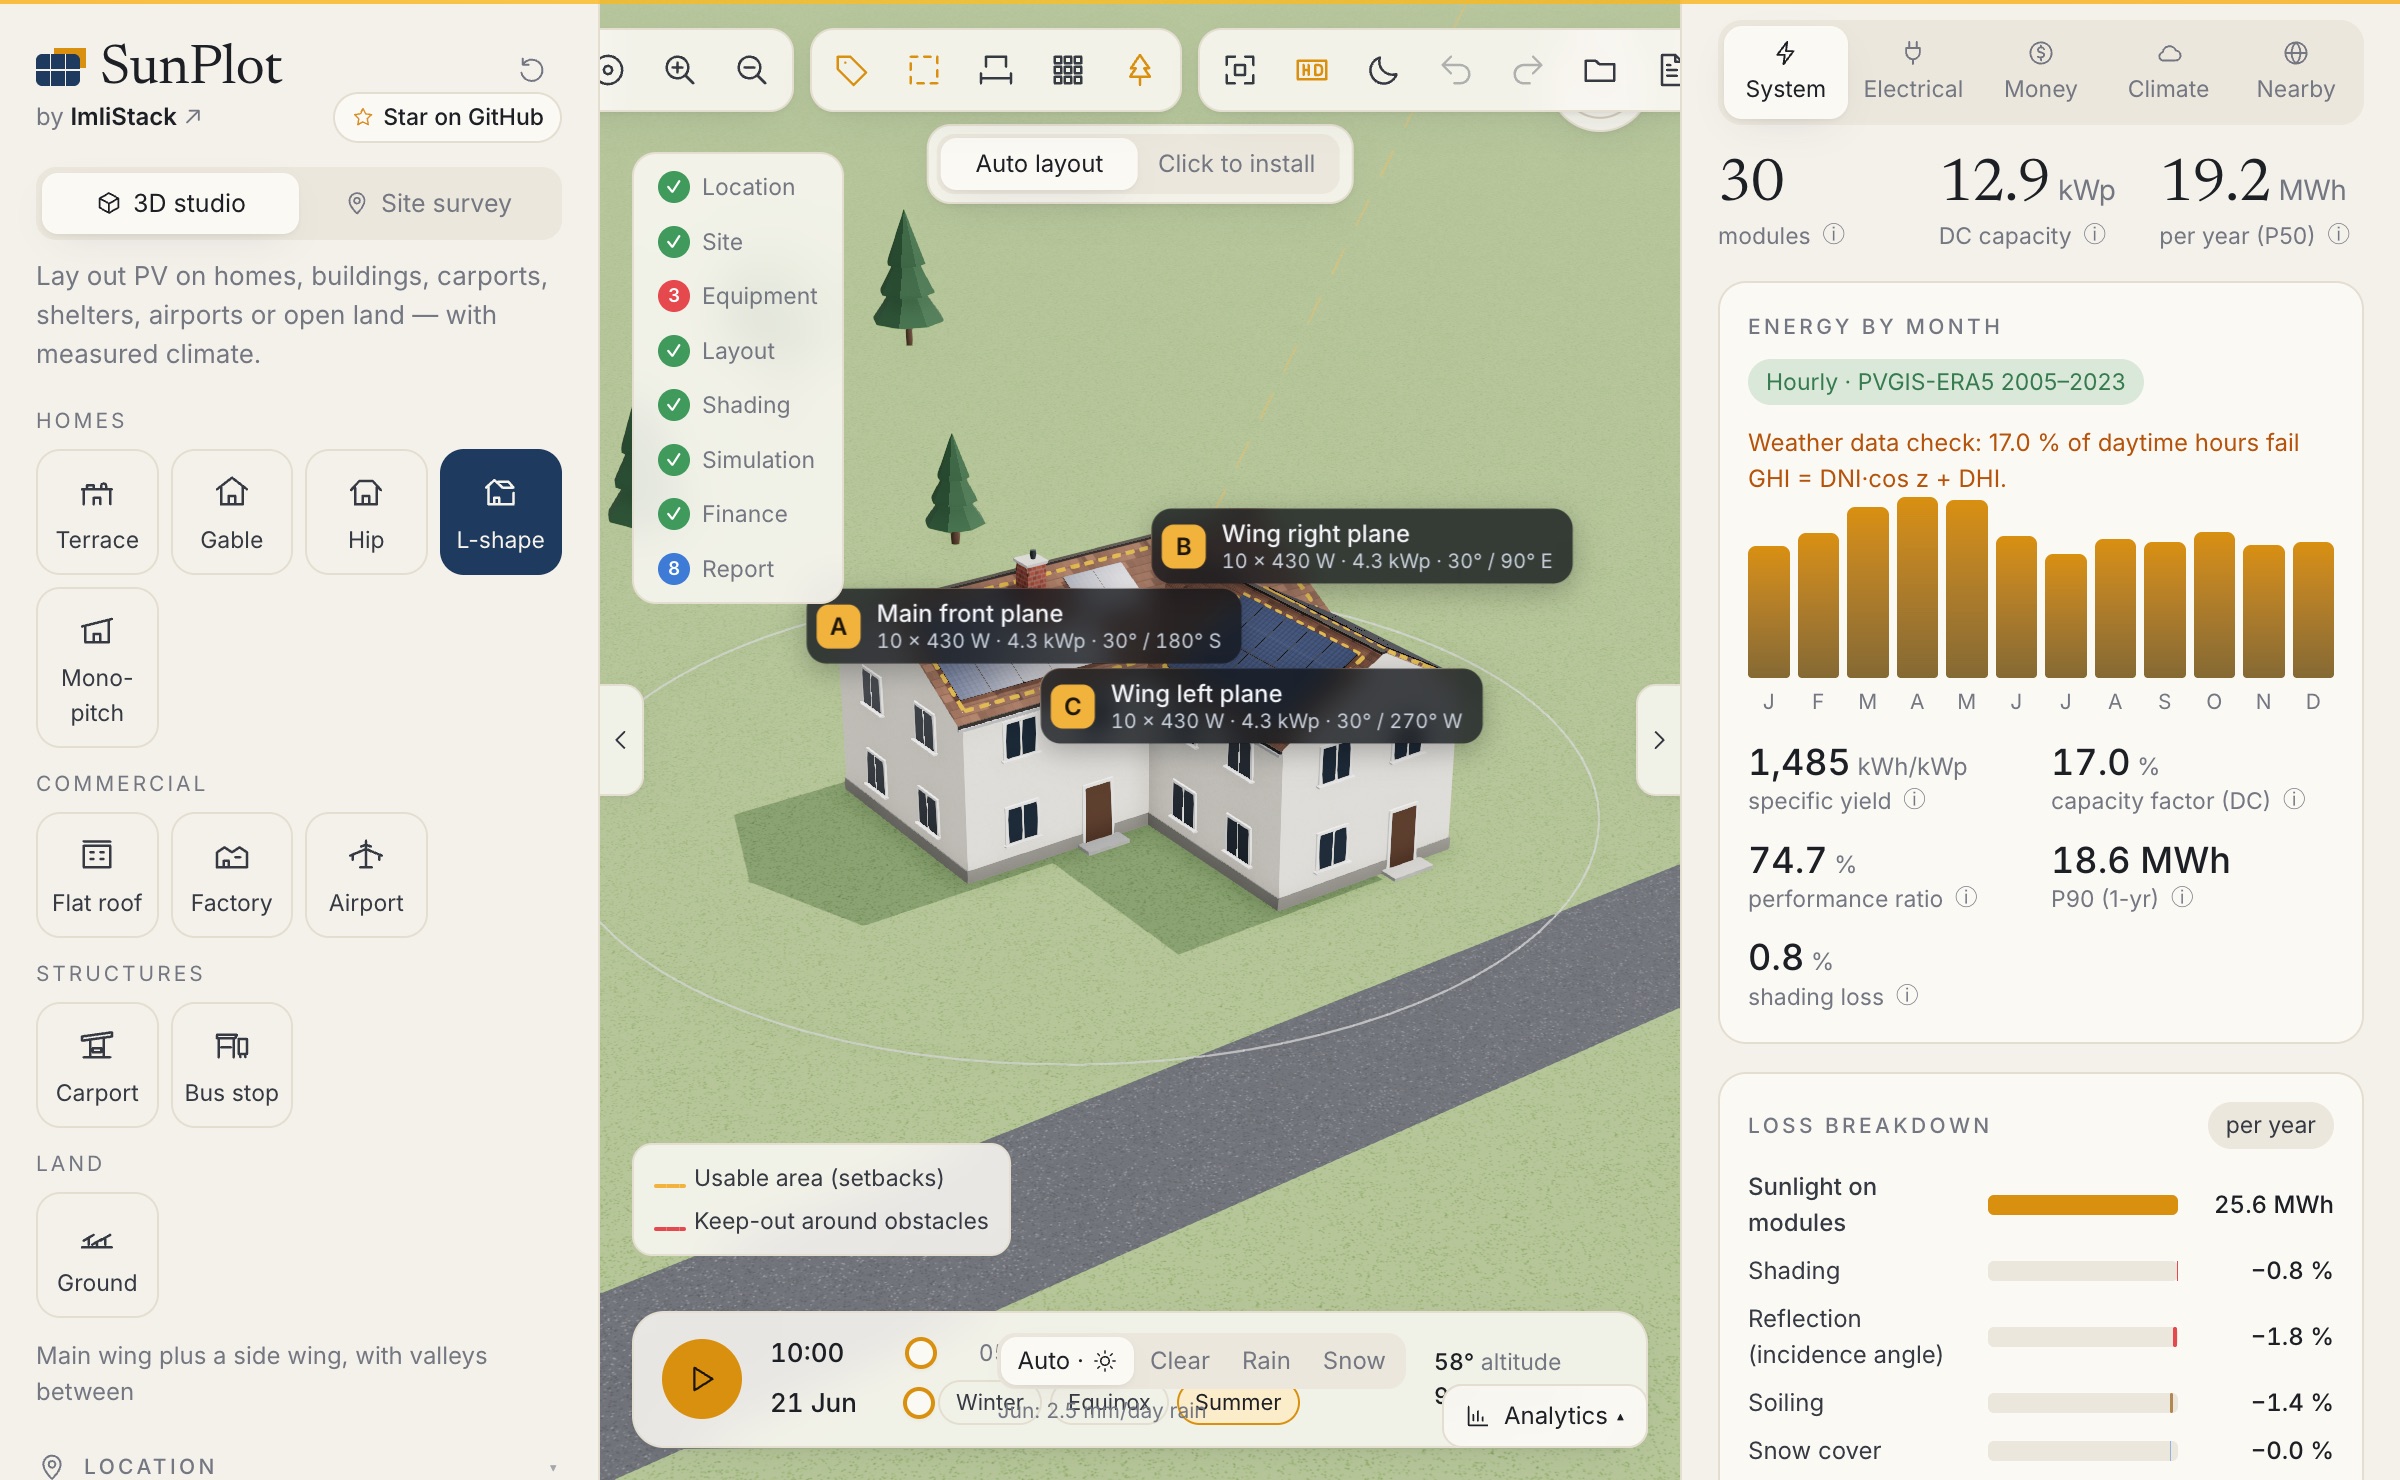 SunPlot
by ImliStack
Star on GitHub
3D studio
Site survey
Lay out PV on homes, buildings, carports,
shelters, airports or open land — with
measured climate.
HOMES
Terrace
Gable
Hip
L-shape
Mono-
pitch
COMMERCIAL
Flat roof
Factory
Airport
STRUCTURES
Carport
Bus stop
LAND
Ground
Main wing plus a side wing, with valleys
between
LOCATION
HD
Auto layout
Click to install
Location
Site
3 Equipment
Layout
Shading
Simulation
Finance
8 Report
B
Wing right plane
10 × 430 W · 4.3 kWp · 30° / 90° E
A
Main front plane
10 × 430 W · 4.3 kWp · 30° / 180° S
C
Wing left plane
10 × 430 W · 4.3 kWp · 30° / 270° W
Usable area (setbacks)
Keep-out around obstacles
10:00
21 Jun
Auto ·
Clear
Rain
Snow
Winter
Equinox
Summer
Jun: 2.5 mm/day rain
58° altitude
Analytics
System
Electrical
Money
Climate
Nearby
30
modules
12.9 kWp
DC capacity
19.2 MWh
per year (P50)
ENERGY BY MONTH
Hourly · PVGIS-ERA5 2005–2023
Weather data check: 17.0 % of daytime hours fail
GHI = DNI·cos z + DHI.
J F M A M J J A S O N D
1,485 kWh/kWp
specific yield
17.0 %
capacity factor (DC)
74.7 %
performance ratio
18.6 MWh
P90 (1-yr)
0.8 %
shading loss
LOSS BREAKDOWN
per year
Sunlight on
modules
25.6 MWh
Shading
−0.8 %
Reflection
(incidence angle)
−1.8 %
Soiling
−1.4 %
Snow cover
−0.0 %